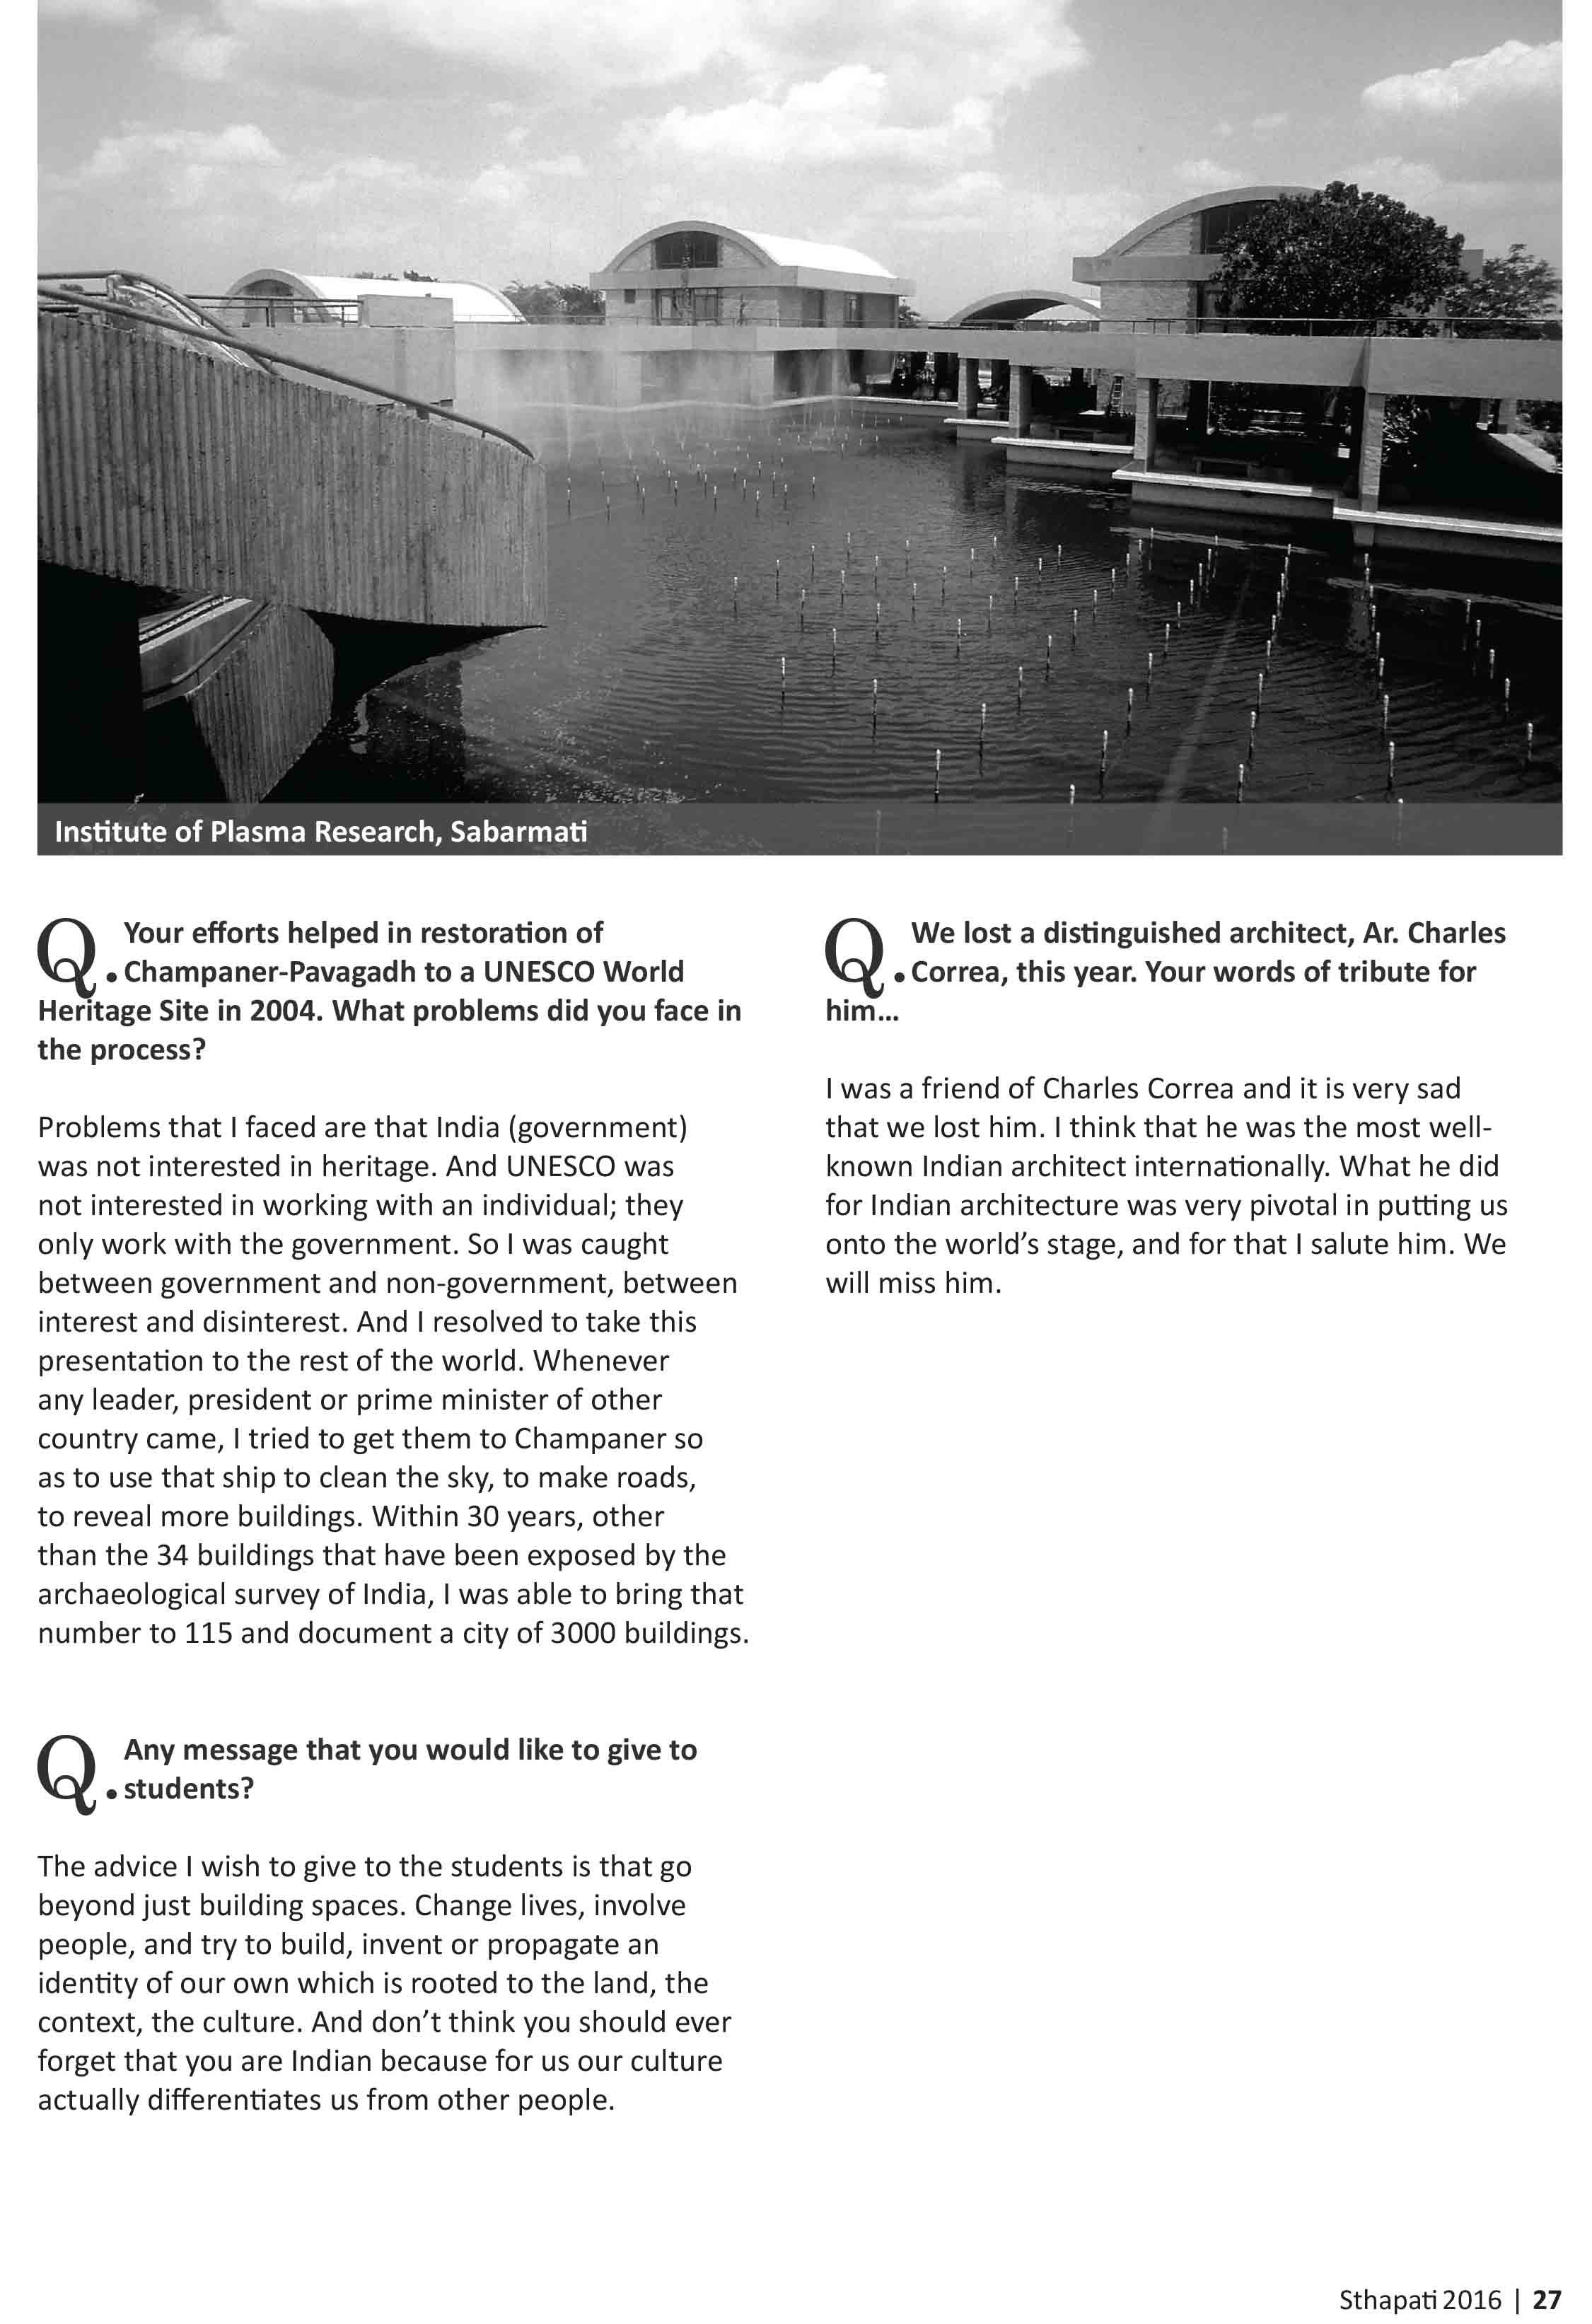 Institute of Plasma Research, Sabarmati
Q. Your efforts helped in restoration of
Champaner-Pavagadh to a UNESCO World
Heritage Site in 2004. What problems did you face in
the process?
Problems that I faced are that India (government)
was not interested in heritage. And UNESCO was
not interested in working with an individual; they
only work with the government. So I was caught
between government and non-government, between
interest and disinterest. And I resolved to take this
presentation to the rest of the world. Whenever
any leader, president or prime minister of other
country came, I tried to get them to Champaner so
as to use that ship to clean the sky, to make roads,
to reveal more buildings. Within 30 years, other
than the 34 buildings that have been exposed by the
archaeological survey of India, I was able to bring that
number to 115 and document a city of 3000 buildings.
Q. Any message that you would like to give to
students?
The advice I wish to give to the students is that go
beyond just building spaces. Change lives, involve
people, and try to build, invent or propagate an
identity of our own which is rooted to the land, the
context, the culture. And don’t think you should ever
forget that you are Indian because for us our culture
actually differentiates us from other people.
Q. We lost a distinguished architect, Ar. Charles
Correa, this year. Your words of tribute for
him...
I was a friend of Charles Correa and it is very sad
that we lost him. I think that he was the most well-
known Indian architect internationally. What he did
for Indian architecture was very pivotal in putting us
onto the world’s stage, and for that I salute him. We
will miss him.
Sthapati 2016 | 27